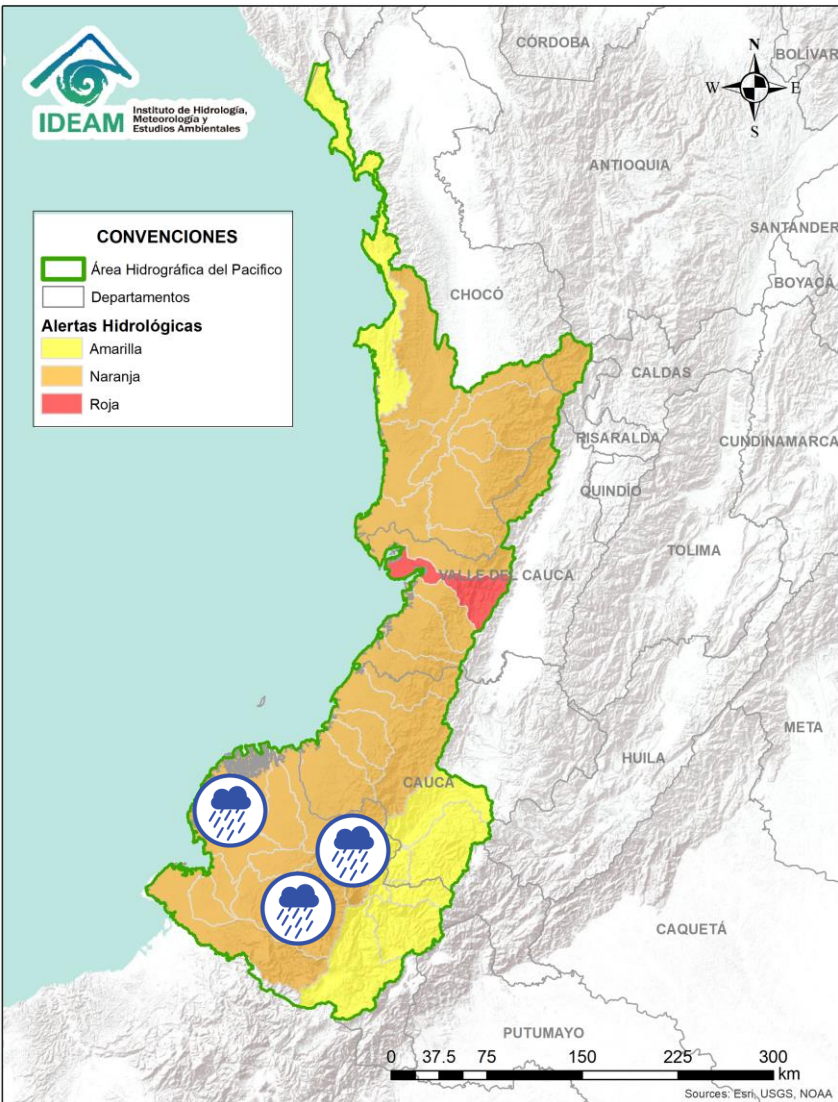 IDEAM
Instituto de Hidrología,
Meteorología y
Estudios Ambientales
N
W
E
S
CONVENCIONES
Área Hidrográfica del Pacifico
Departamentos
Alertas Hidrológicas
Amarilla
Naranja
Roja
CÓRDOBA
BOLÍVAR
ANTIOQUIA
SANTANDER
BOYACÁ
CHOCÓ
CALDAS
RISARALDA
CUNDINAMARCA
QUINDÍO
TOLIMA
VALLE DEL CAUCA
META
HUILA
CAUCA
CAQUETÁ
PUTUMAYO
0 37.5 75 150 225 300
km
Sources: Esri, USGS, NOAA